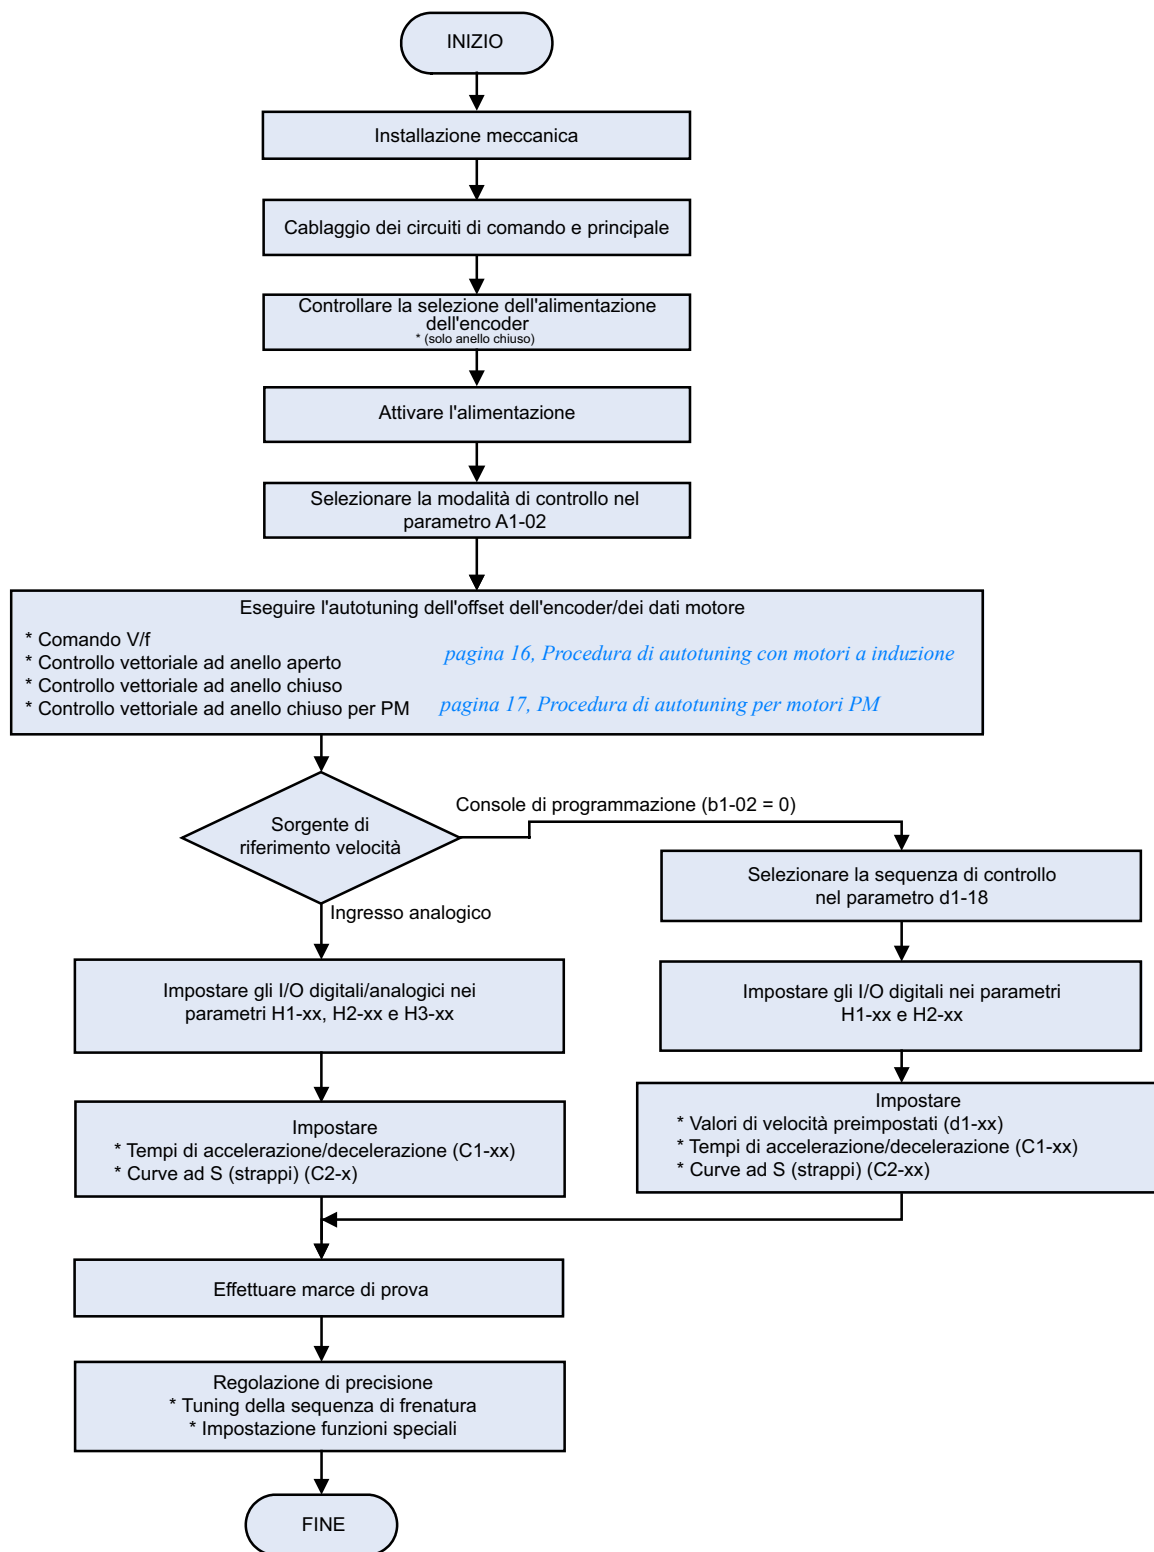 INIZIO
Installazione meccanica
Cablaggio dei circuiti di comando e principale
Controllare la selezione dell'alimentazione
dell'encoder
* (solo anello chiuso)
Attivare l'alimentazione
Selezionare la modalità di controllo nel
parametro A1-02
Eseguire l'autotuning dell'offset dell'encoder/dei dati motore
* Comando V/f
* Controllo vettoriale ad anello aperto
pagina 16, Procedura di autotuning con motori a induzione
* Controllo vettoriale ad anello chiuso
* Controllo vettoriale ad anello chiuso per PM
pagina 17, Procedura di autotuning per motori PM
Sorgente di
riferimento velocità
Console di programmazione (b1-02 = 0)
Ingresso analogico
Selezionare la sequenza di controllo
nel parametro d1-18
Impostare gli I/O digitali/analogici nei
parametri H1-xx, H2-xx e H3-xx
Impostare gli I/O digitali nei parametri
H1-xx e H2-xx
Impostare
* Tempi di accelerazione/decelerazione (C1-xx)
* Curve ad S (strappi) (C2-x)
Impostare
* Valori di velocità preimpostati (d1-xx)
* Tempi di accelerazione/decelerazione (C1-xx)
* Curve ad S (strappi) (C2-xx)
Effettuare marce di prova
Regolazione di precisione
* Tuning della sequenza di frenatura
* Impostazione funzioni speciali
FINE